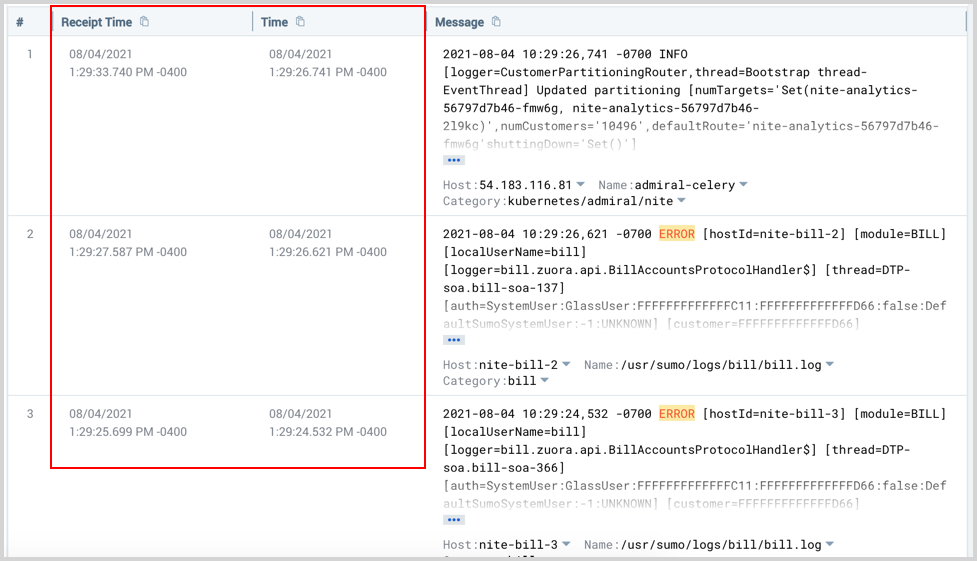 # Receipt Time Time Message
1 08/04/2021 08/04/2021 2021-08-04 10:29:26,741 -0700 INFO
1:29:33.740 PM -0400 1:29:26.741 PM -0400 [logger=CustomerPartitioningRouter,thread=Bootstrap thread-
EventThread] Updated partitioning [numTargets='Set(nite-analytics-
56797d7b46-fmw6g, nite-analytics-56797d7b46-
2l9kc)',numCustomers='10496',defaultRoute='nite-analytics-56797d7b46-
fmw6g'shuttingDown='Set()']
...
Host:54.183.116.81 Name:admiral-celery
Category:kubernetes/admiral/nite
2 08/04/2021 08/04/2021 2021-08-04 10:29:26,621 -0700 ERROR [hostId=nite-bill-2] [module=BILL]
1:29:27.587 PM -0400 1:29:26.621 PM -0400 [localUserName=bill]
[logger=bill.zuora.api.BillAccountsProtocolHandler$] [thread=DTP-
soa.bill-soa-137]
[auth=SystemUser:GlassUser:FFFFFFFFFFFFFC11:FFFFFFFFFFFFFD66:false:Def
aultSumoSystemUser:-1:UNKNOWN] [customer=FFFFFFFFFFFFFD66]
...
Host:nite-bill-2 Name:/usr/sumo/logs/bill/bill.log
Category:bill
3 08/04/2021 08/04/2021 2021-08-04 10:29:24,532 -0700 ERROR [hostId=nite-bill-3] [module=BILL]
1:29:25.699 PM -0400 1:29:24.532 PM -0400 [localUserName=bill]
[logger=bill.zuora.api.BillAccountsProtocolHandler$] [thread=DTP-
soa.bill-soa-366]
[auth=SystemUser:GlassUser:FFFFFFFFFFFFFC11:FFFFFFFFFFFFFD66:false:Def
aultSumoSystemUser:-1:UNKNOWN] [customer=FFFFFFFFFFFFFD66]
...
Host:nite-bill-3 Name:/usr/sumo/logs/bill/bill.log